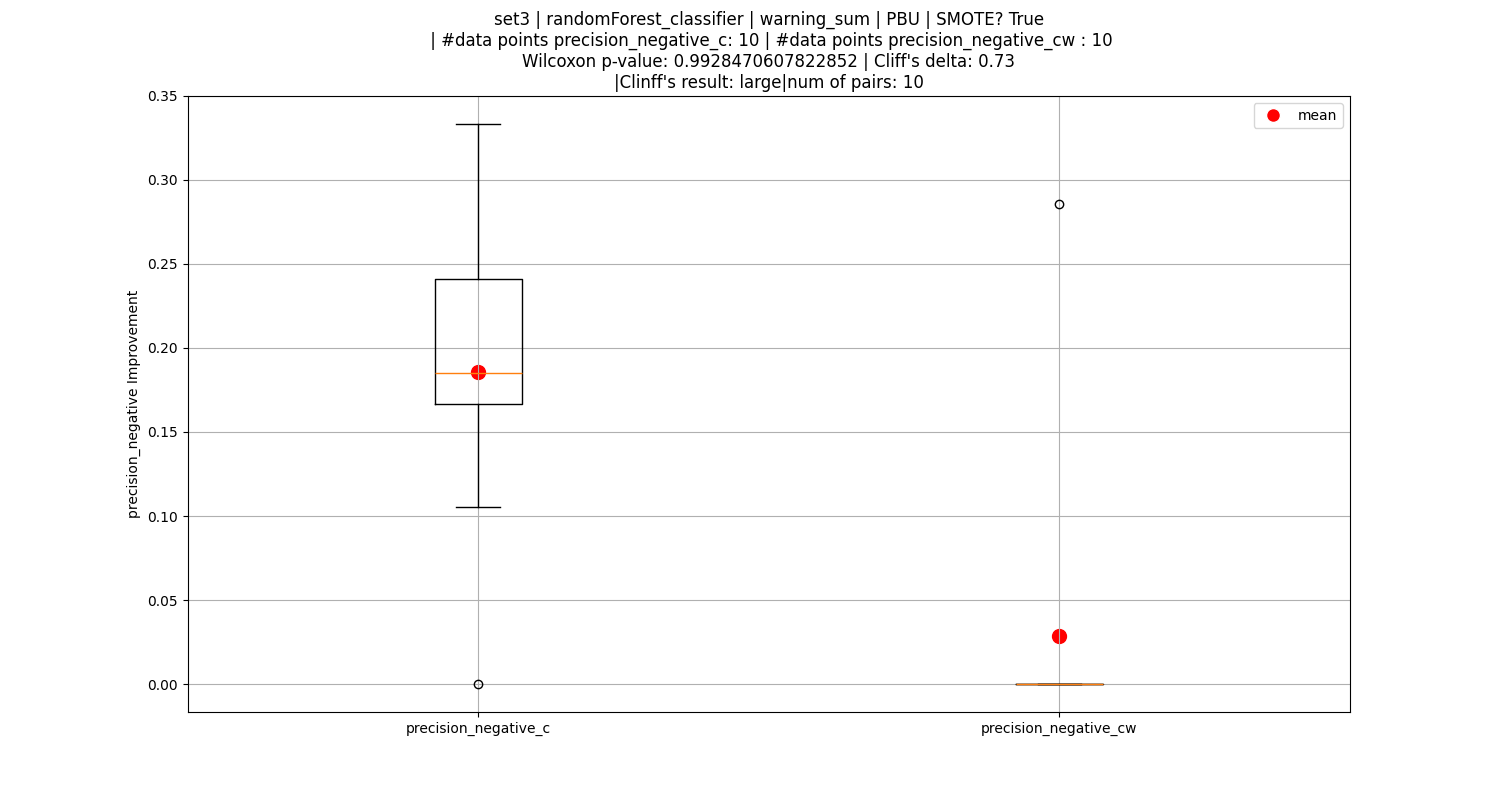 set3 | randomForest_classifier | warning_sum | PBU | SMOTE? True
| #data points precision_negative_c: 10 | #data points precision_negative_cw : 10
Wilcoxon p-value: 0.9928470607822852 | Cliff's delta: 0.73
|Clinff's result: large|num of pairs: 10
mean
0.35
0.30
0.25
0.20
0.15
0.10
0.05
0.00
precision_negative Improvement
precision_negative_c
precision_negative_cw